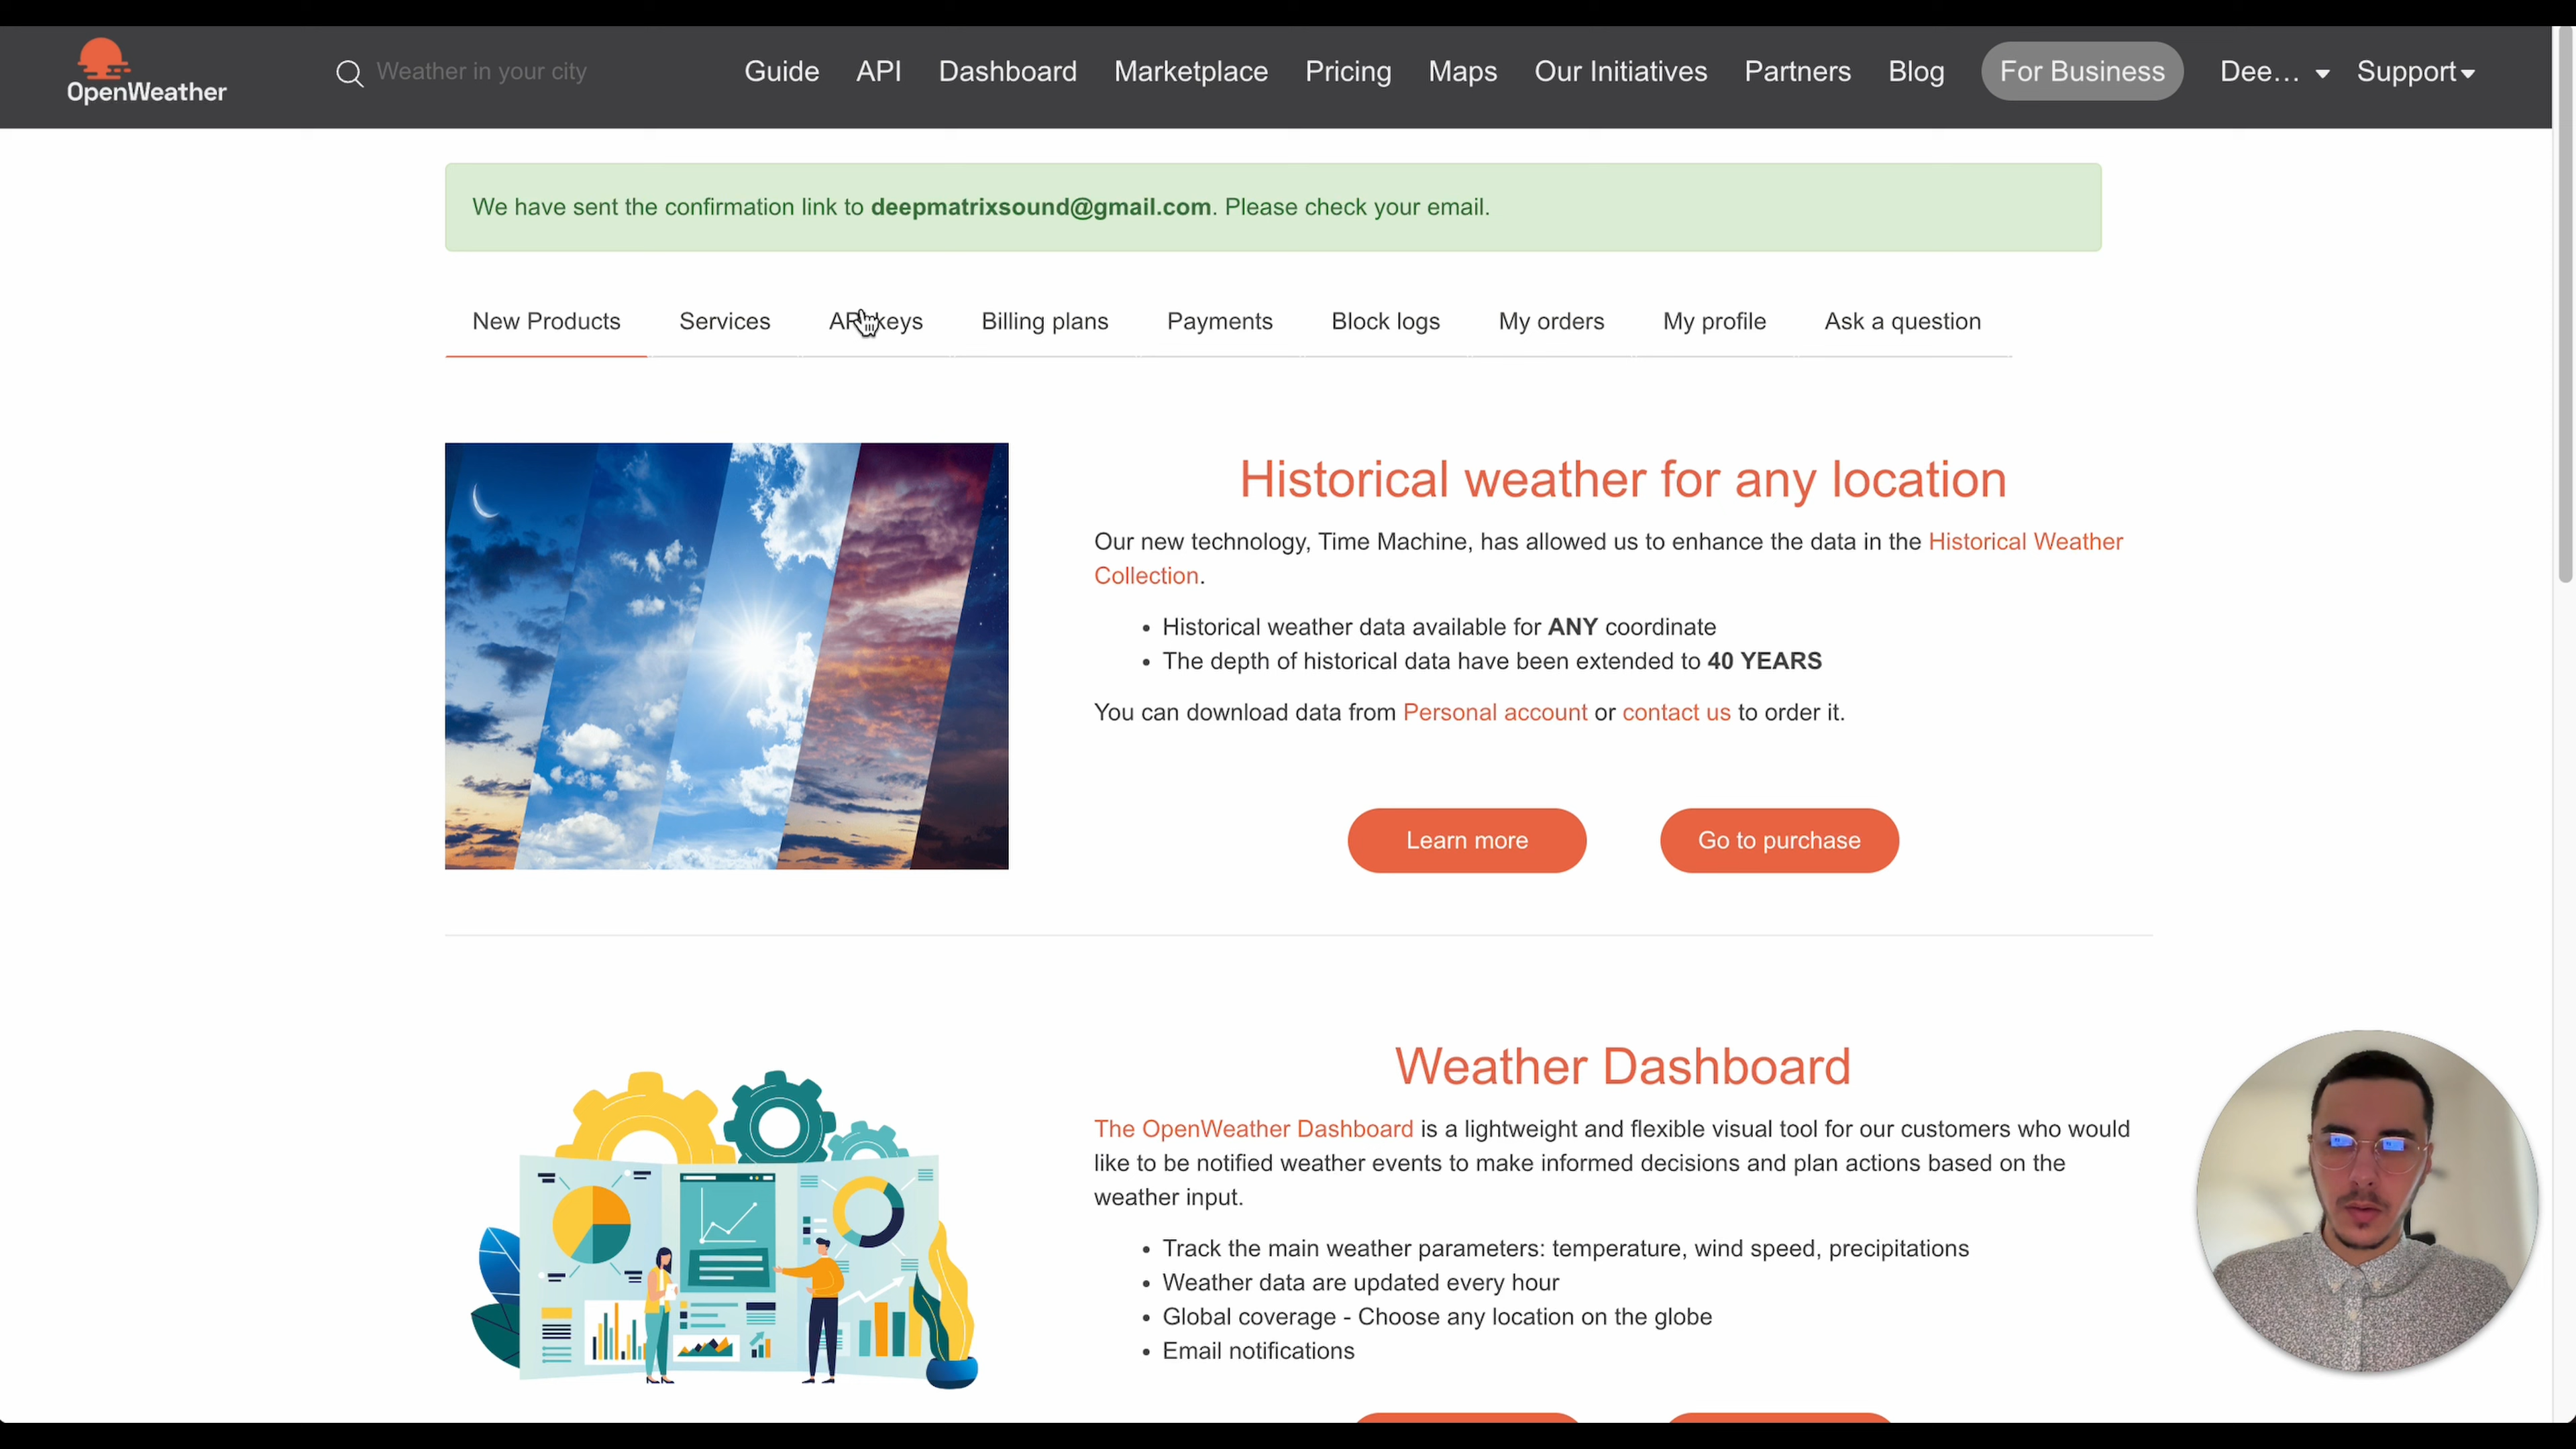 OpenWeather
Weather in your city
Guide API Dashboard Marketplace Pricing Maps Our Initiatives Partners Blog For Business Dee... Support
We have sent the confirmation link to deepmatrixsound@gmail.com. Please check your email.
New Products Services API keys Billing plans Payments Block logs My orders My profile Ask a question
Historical weather for any location
Our new technology, Time Machine, has allowed us to enhance the data in the Historical Weather
Collection.
• Historical weather data available for ANY coordinate
• The depth of historical data have been extended to 40 YEARS
You can download data from Personal account or contact us to order it.
Learn more Go to purchase
Weather Dashboard
The OpenWeather Dashboard is a lightweight and flexible visual tool for our customers who would
like to be notified weather events to make informed decisions and plan actions based on the
weather input.
• Track the main weather parameters: temperature, wind speed, precipitations
• Weather data are updated every hour
• Global coverage - Choose any location on the globe
• Email notifications